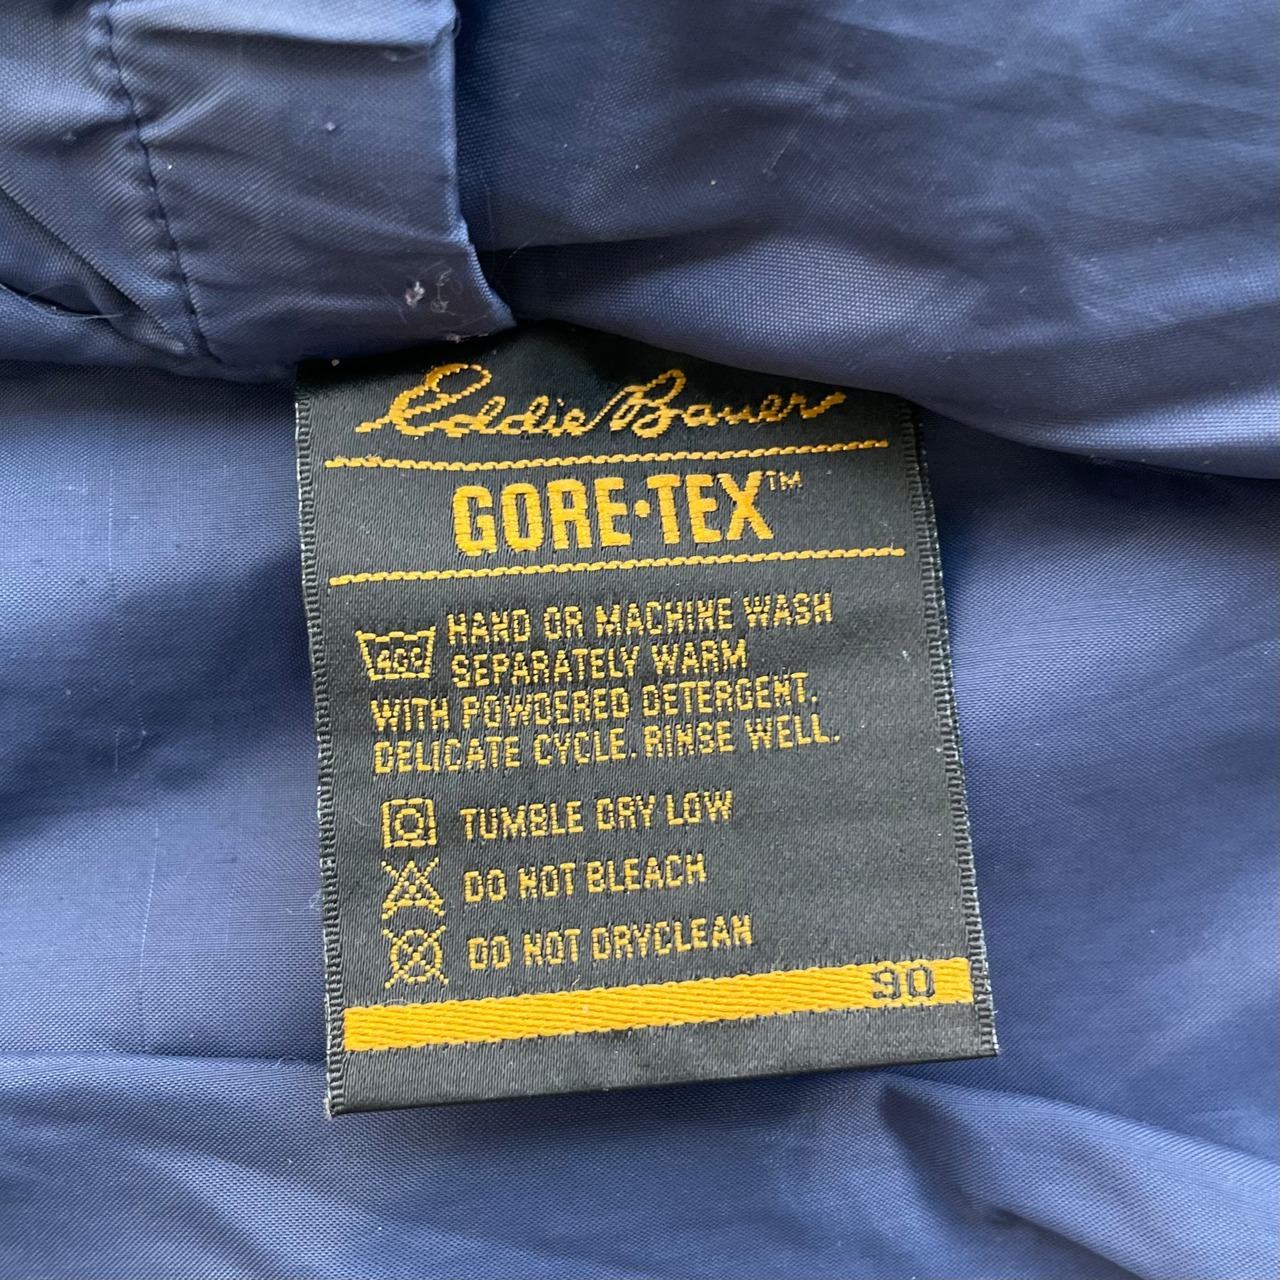 Eddie Bauer
GORE·TEX™
40C HAND OR MACHINE WASH
SEPARATELY WARM
WITH POWDERED DETERGENT.
DELICATE CYCLE. RINSE WELL.
TUMBLE DRY LOW
DO NOT BLEACH
DO NOT DRYCLEAN
90